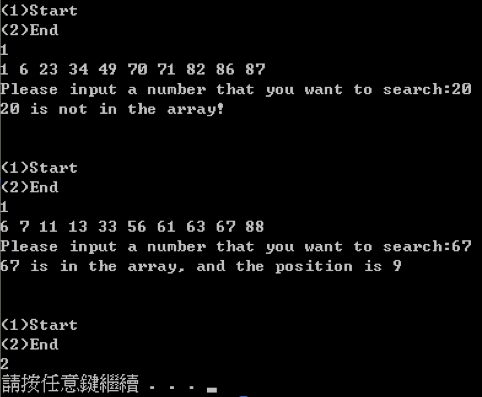 (1)Start
(2)End
1
1 6 23 34 49 70 71 82 86 87
Please input a number that you want to search:20
20 is not in the array!
(1)Start
(2)End
1
6 7 11 13 33 56 61 63 67 88
Please input a number that you want to search:67
67 is in the array, and the position is 9
(1)Start
(2)End
2
請按任意鍵繼續 . . .